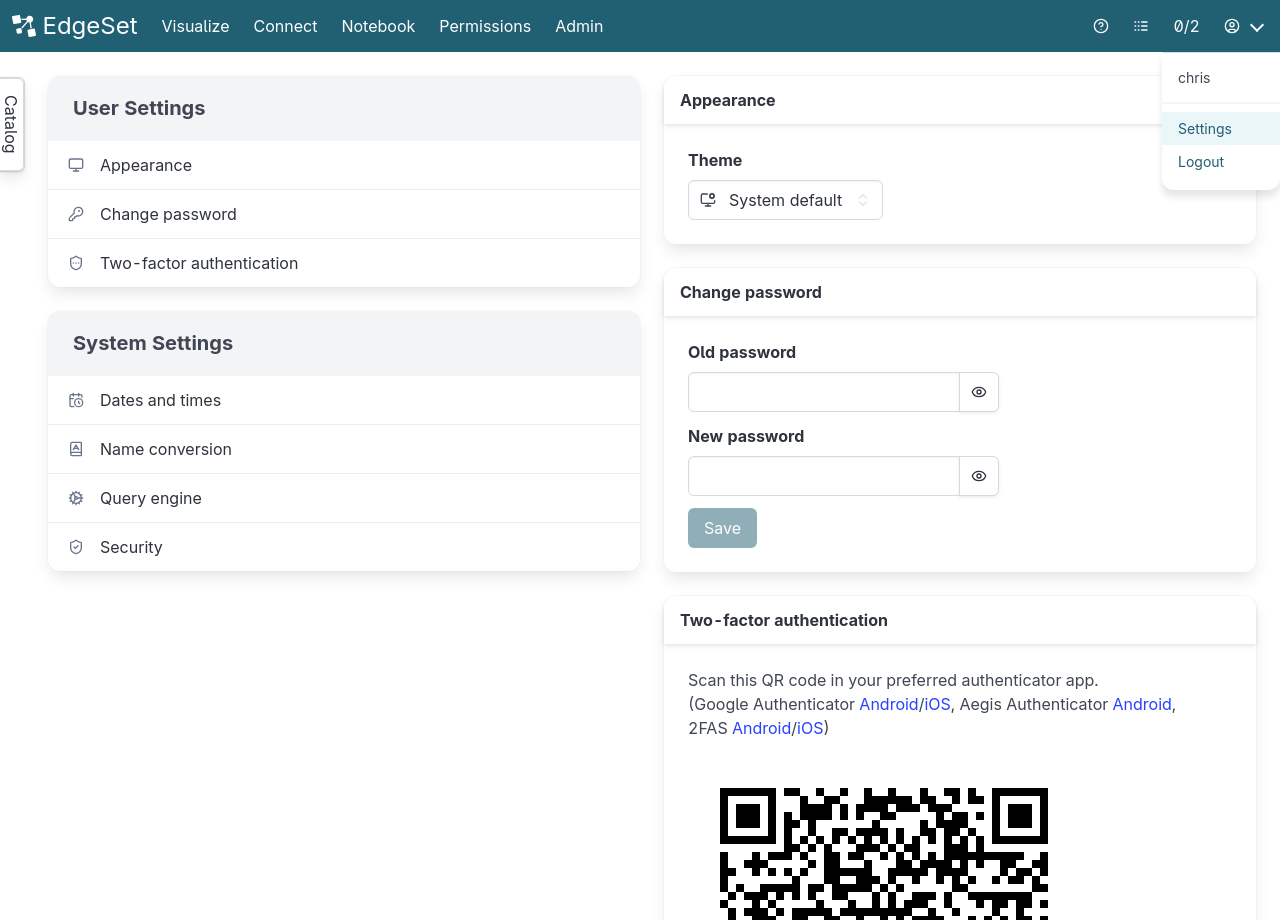 EdgeSet Visualize Connect Notebook Permissions Admin 0/2
chris
Settings
Logout
Catalog
User Settings
Appearance
Change password
Two-factor authentication
System Settings
Dates and times
Name conversion
Query engine
Security
Appearance
Theme
System default
Change password
Old password
New password
Save
Two-factor authentication
Scan this QR code in your preferred authenticator app.
(Google Authenticator Android/iOS, Aegis Authenticator Android,
2FAS Android/iOS)